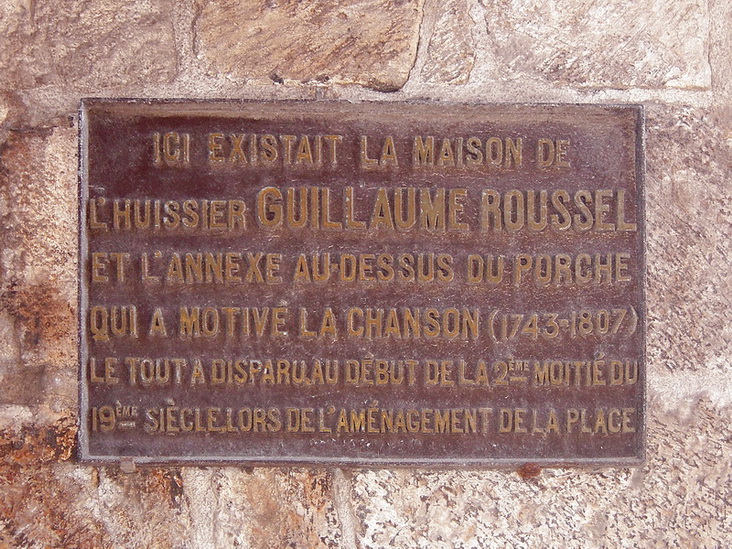 ICI EXISTAIT LA MAISON DE
L'HUISSIER GUILLAUME ROUSSEL
ET L'ANNEXE AU-DESSUS DU PORCHE
QUI A MOTIVÉ LA CHANSON (1743-1807)
LE TOUT A DISPARU, AU DÉBUT DE LA 2ÈME MOITIÉ DU
19ÈME SIÈCLE, LORS DE L'AMÉNAGEMENT DE LA PLACE